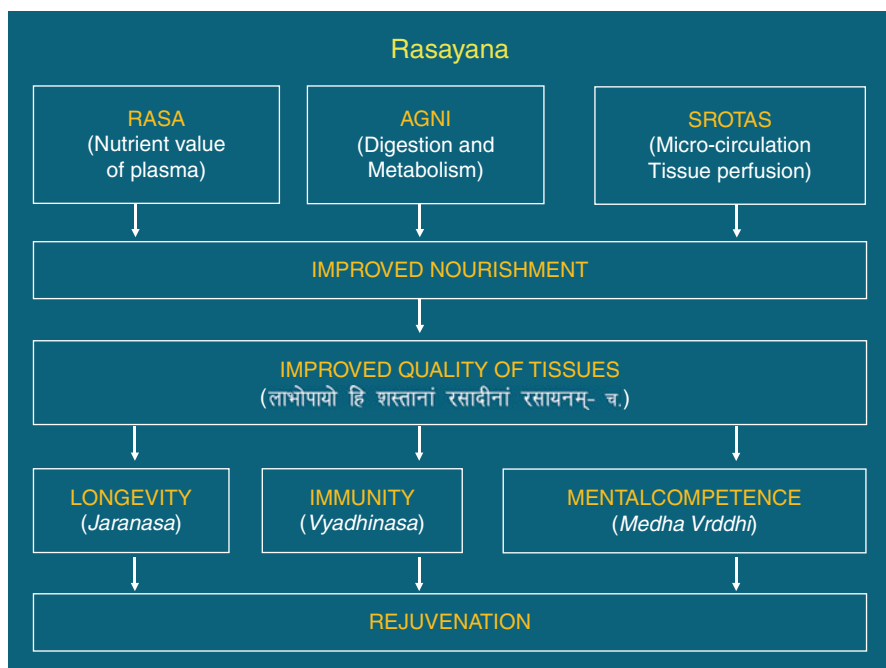 Rasayana
RASA
(Nutrient value
of plasma)
AGNI
(Digestion and
Metabolism)
SROTAS
(Micro-circulation
Tissue perfusion)
IMPROVED NOURISHMENT
IMPROVED QUALITY OF TISSUES
(लाभोपायो हि शस्तानां रसादीनां रसायनम्- च.)
LONGEVITY
(Jaranasa)
IMMUNITY
(Vyadhinasa)
MENTALCOMPETENCE
(Medha Vrddhi)
REJUVENATION